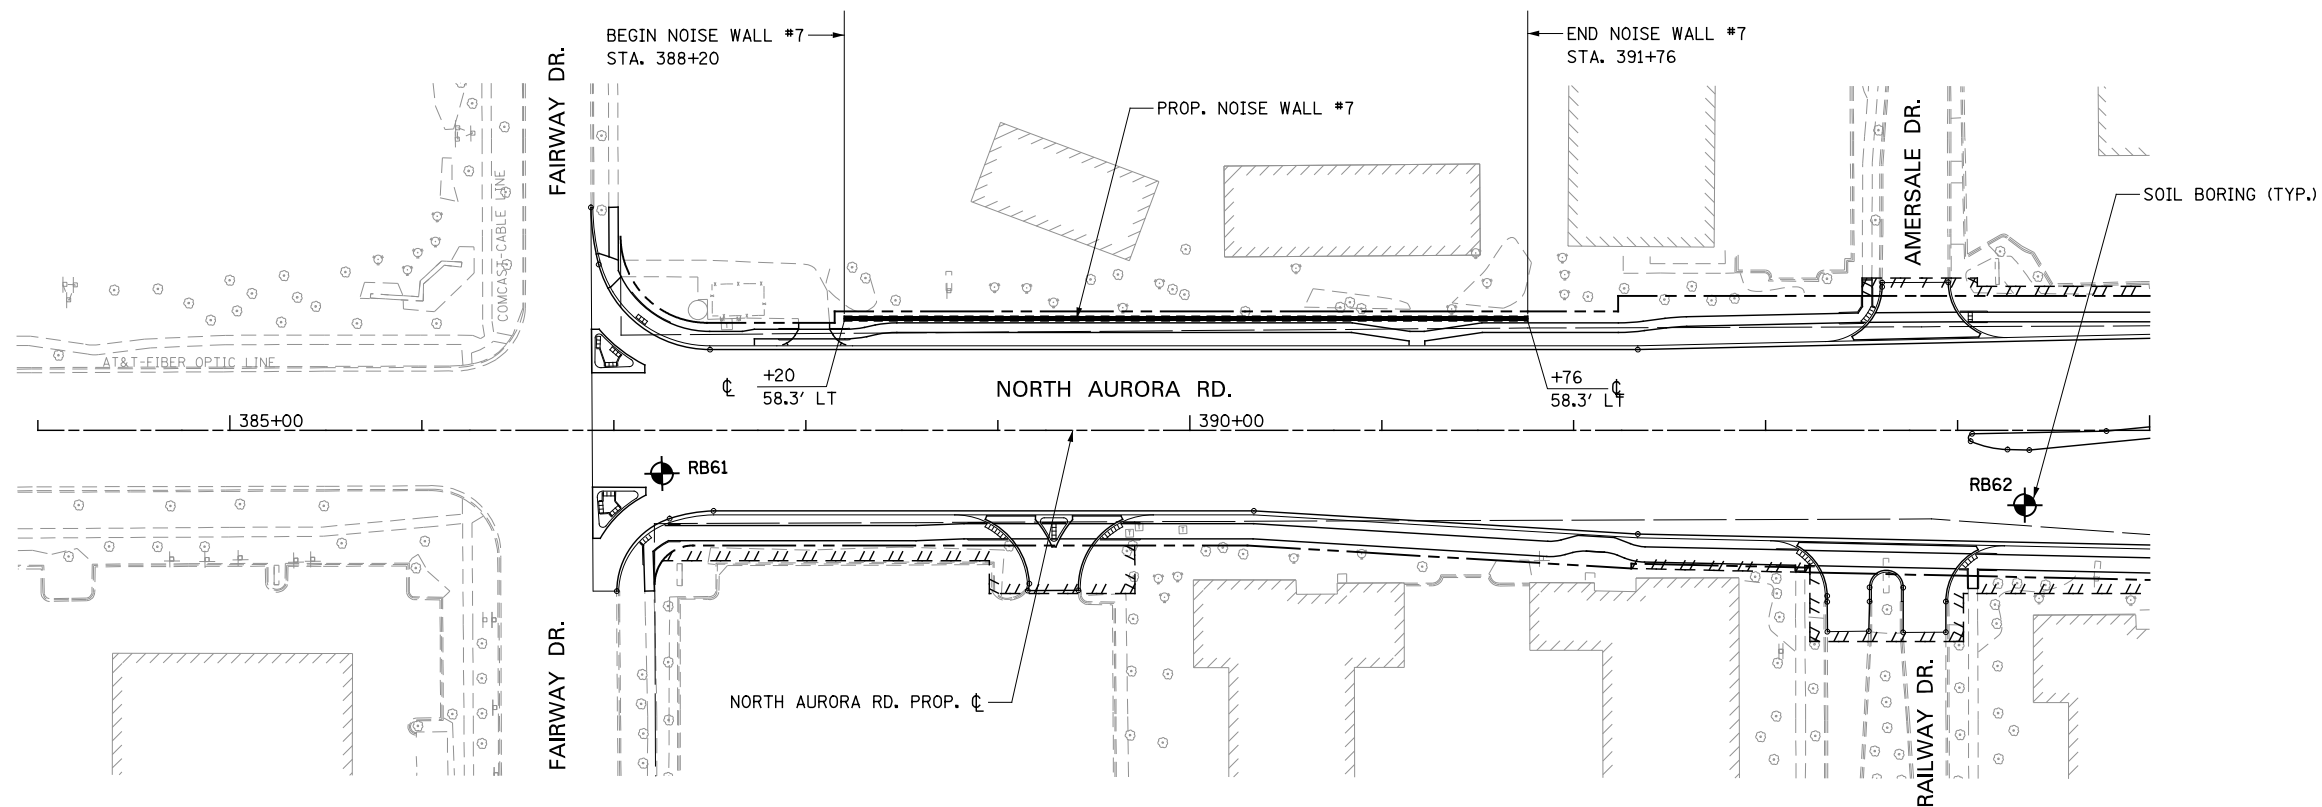 BEGIN NOISE WALL #7
STA. 388+20
END NOISE WALL #7
STA. 391+76
FAIRWAY DR.
PROP. NOISE WALL #7
AMERSALE DR.
SOIL BORING (TYP.)
COMCAST-CABLE LINE
AT&T-FIBER OPTIC LINE
℄
+20
58.3' LT
NORTH AURORA RD.
+76
58.3' LT
℄
385+00
390+00
RB61
RB62
FAIRWAY DR.
NORTH AURORA RD. PROP. ℄
RAILWAY DR.